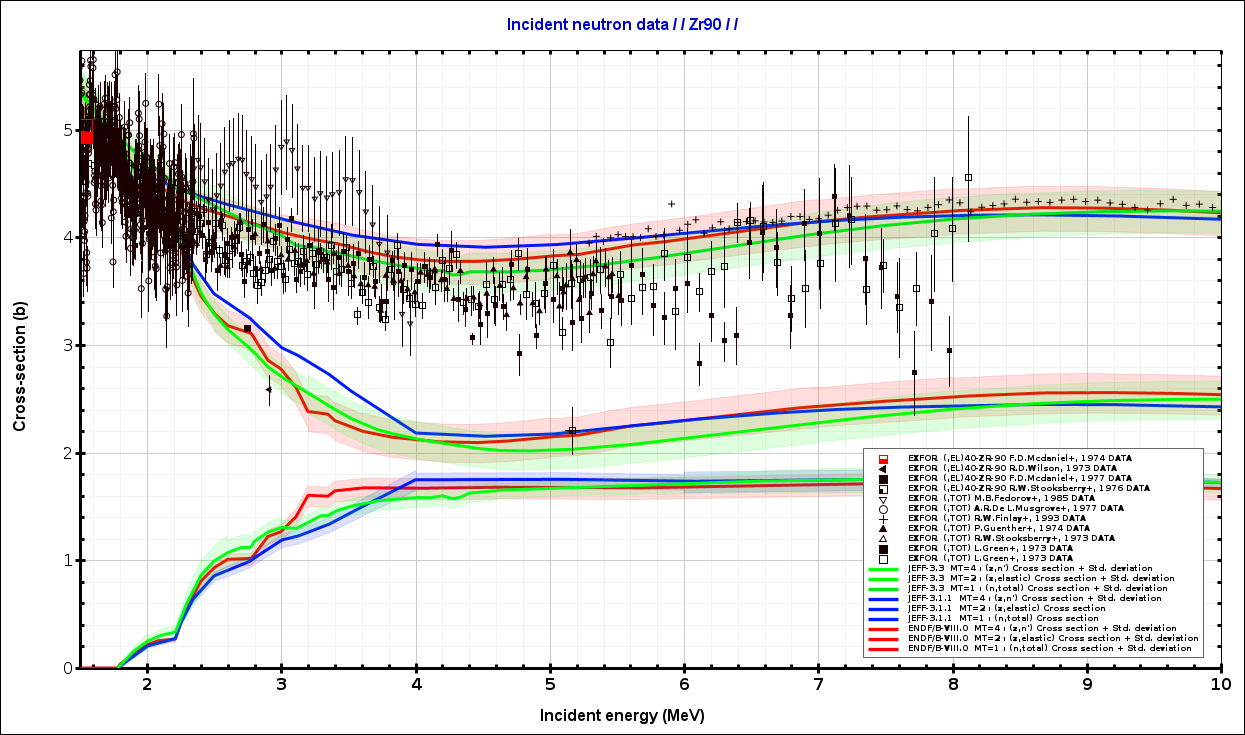 Incident neutron data / / Zr90 / /
Cross-section (b)
5
4
3
2
1
0
EXFOR (,EL)40-ZR-90 F.D.Mcdaniel+, 1974 DATA
EXFOR (,EL)40-ZR-90 R.D.Wilson, 1973 DATA
EXFOR (,EL)40-ZR-90 F.D.Mcdaniel+, 1977 DATA
EXFOR (,EL)40-ZR-90 R.W.Stooksberry+, 1976 DATA
EXFOR (,TOT) M.B.Fedorov+, 1985 DATA
EXFOR (,TOT) A.R.De L.Musgrove+, 1977 DATA
EXFOR (,TOT) R.W.Finlay+, 1993 DATA
EXFOR (,TOT) P.Guenther+, 1974 DATA
EXFOR (,TOT) R.W.Stooksberry+, 1973 DATA
EXFOR (,TOT) L.Green+, 1973 DATA
EXFOR (,TOT) L.Green+, 1973 DATA
JEFF-3.3 MT=4 : (z,n') Cross section + Std. deviation
JEFF-3.3 MT=2 : (z,elastic) Cross section + Std. deviation
JEFF-3.3 MT=1 : (n,total) Cross section + Std. deviation
JEFF-3.1.1 MT=4 : (z,n') Cross section + Std. deviation
JEFF-3.1.1 MT=2 : (z,elastic) Cross section
JEFF-3.1.1 MT=1 : (n,total) Cross section
ENDF/B-VIII.0 MT=4 : (z,n') Cross section + Std. deviation
ENDF/B-VIII.0 MT=2 : (z,elastic) Cross section + Std. deviation
ENDF/B-VIII.0 MT=1 : (n,total) Cross section + Std. deviation
2 3 4 5 6 7 8 9 10
Incident energy (MeV)